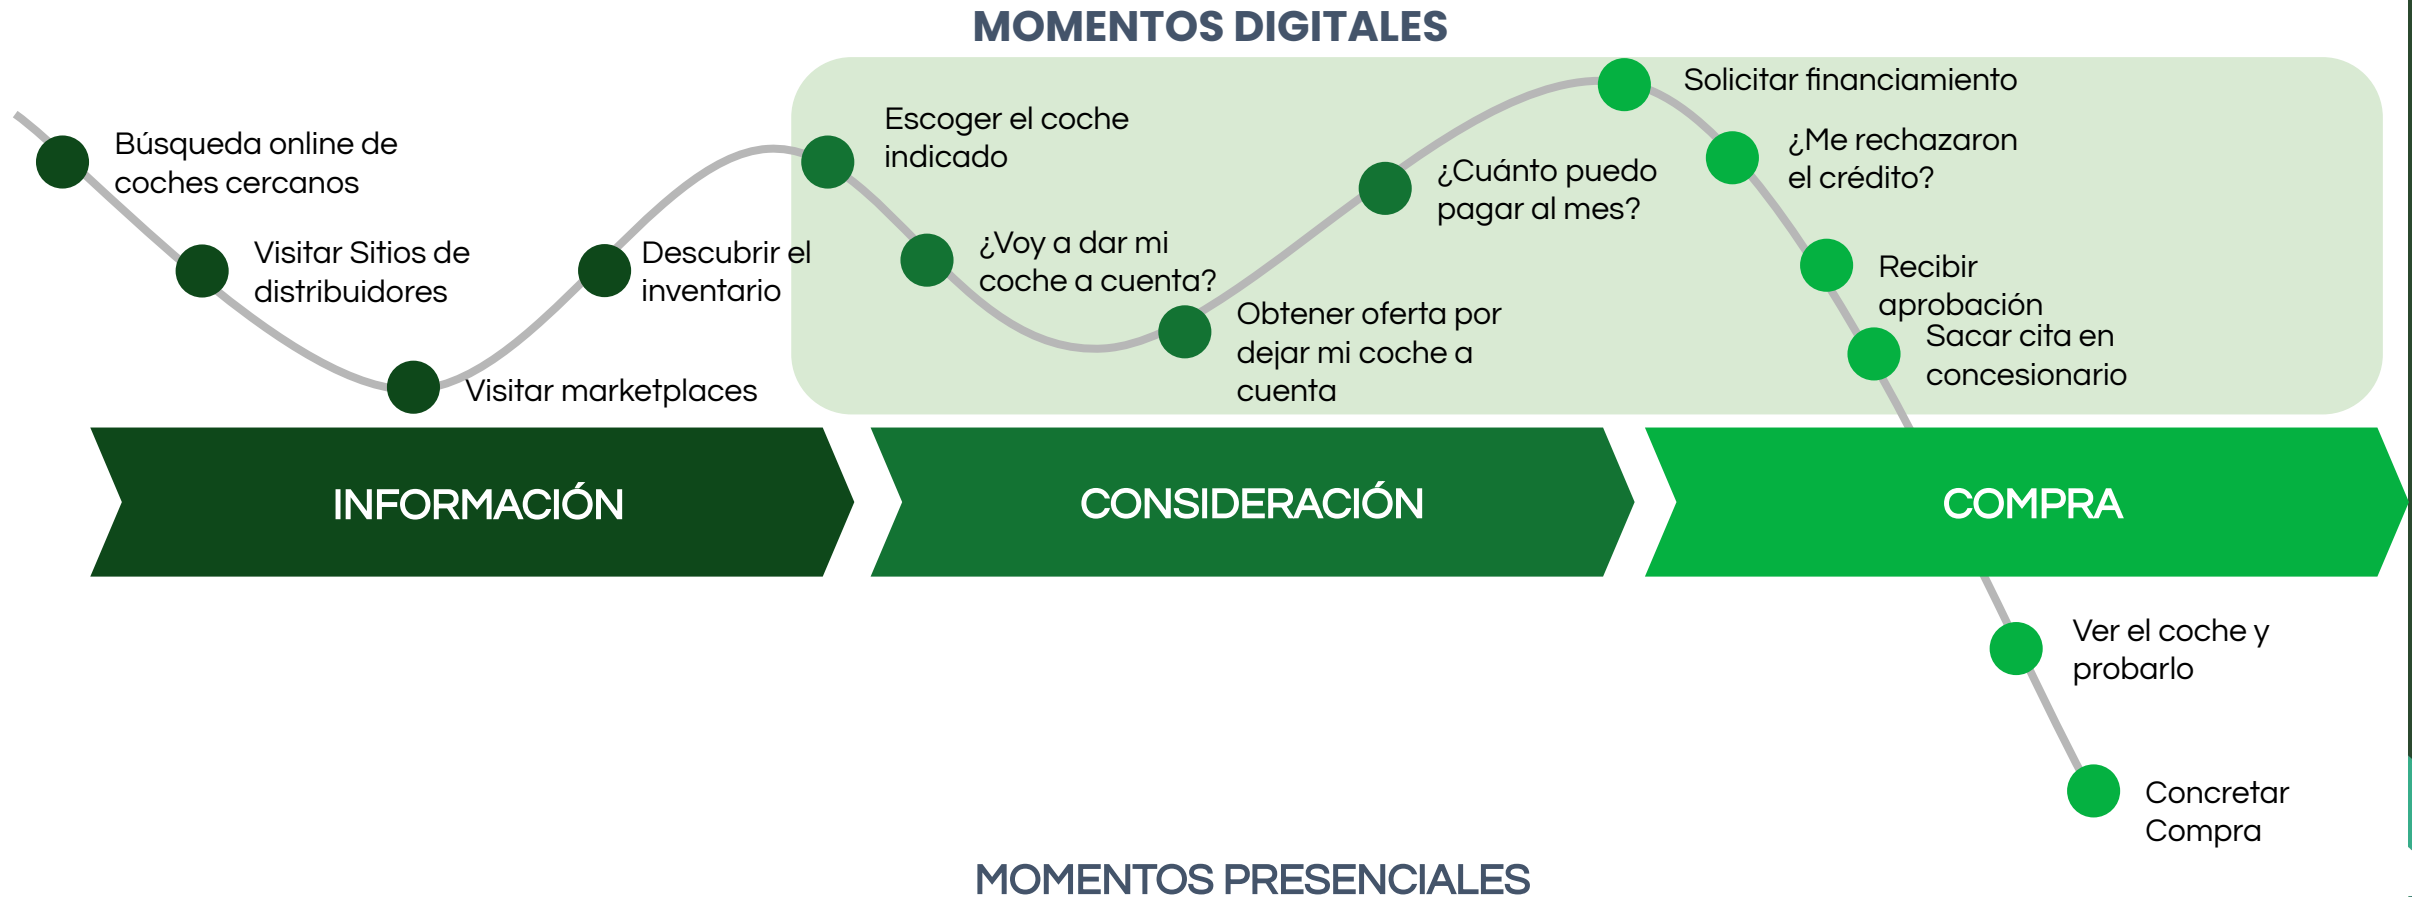 MOMENTOS DIGITALES
Búsqueda online de
coches cercanos
Visitar Sitios de
distribuidores
Visitar marketplaces
Descubrir el
inventario
Escoger el coche
indicado
¿Voy a dar mi
coche a cuenta?
Obtener oferta por
dejar mi coche a
cuenta
¿Cuánto puedo
pagar al mes?
Solicitar financiamiento
¿Me rechazaron
el crédito?
Recibir
aprobación
Sacar cita en
concesionario
INFORMACIÓN
CONSIDERACIÓN
COMPRA
Ver el coche y
probarlo
Concretar
Compra
MOMENTOS PRESENCIALES